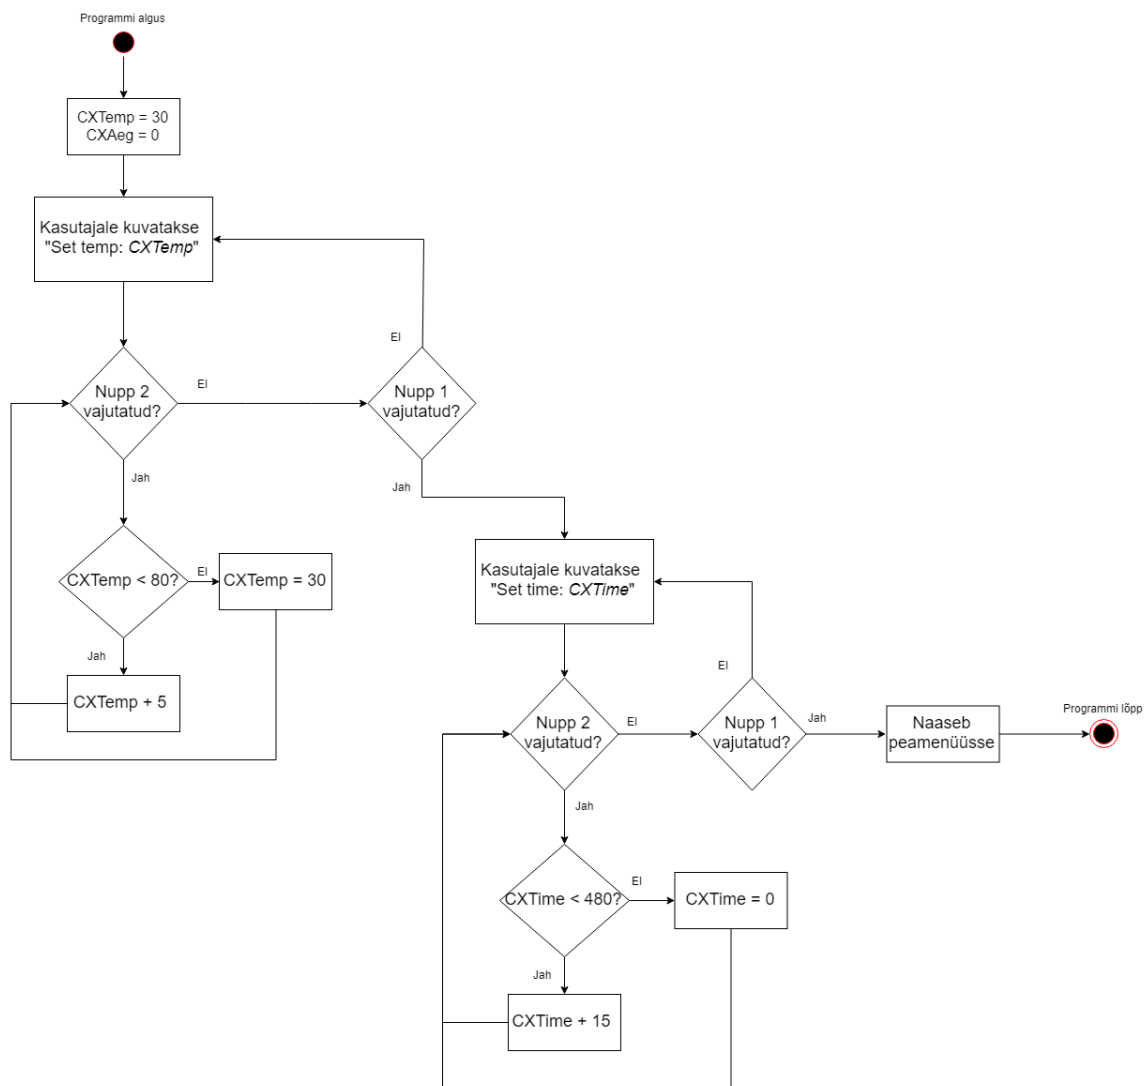 Programmi algus
CXTemp = 30
CXAeg = 0
Kasutajale kuvatakse
"Set temp: CXTemp"
EI
Nupp 2
vajutatud?
EI
Nupp 1
vajutatud?
Jah
Jah
CXTemp < 80?
EI
CXTemp = 30
Jah
CXTemp + 5
Kasutajale kuvatakse
"Set time: CXTime"
EI
Nupp 2
vajutatud?
EI
Nupp 1
vajutatud?
Jah
Naaseb
peamenüüsse
Programmi lõpp
Jah
CXTime < 480?
EI
CXTime = 0
Jah
CXTime + 15